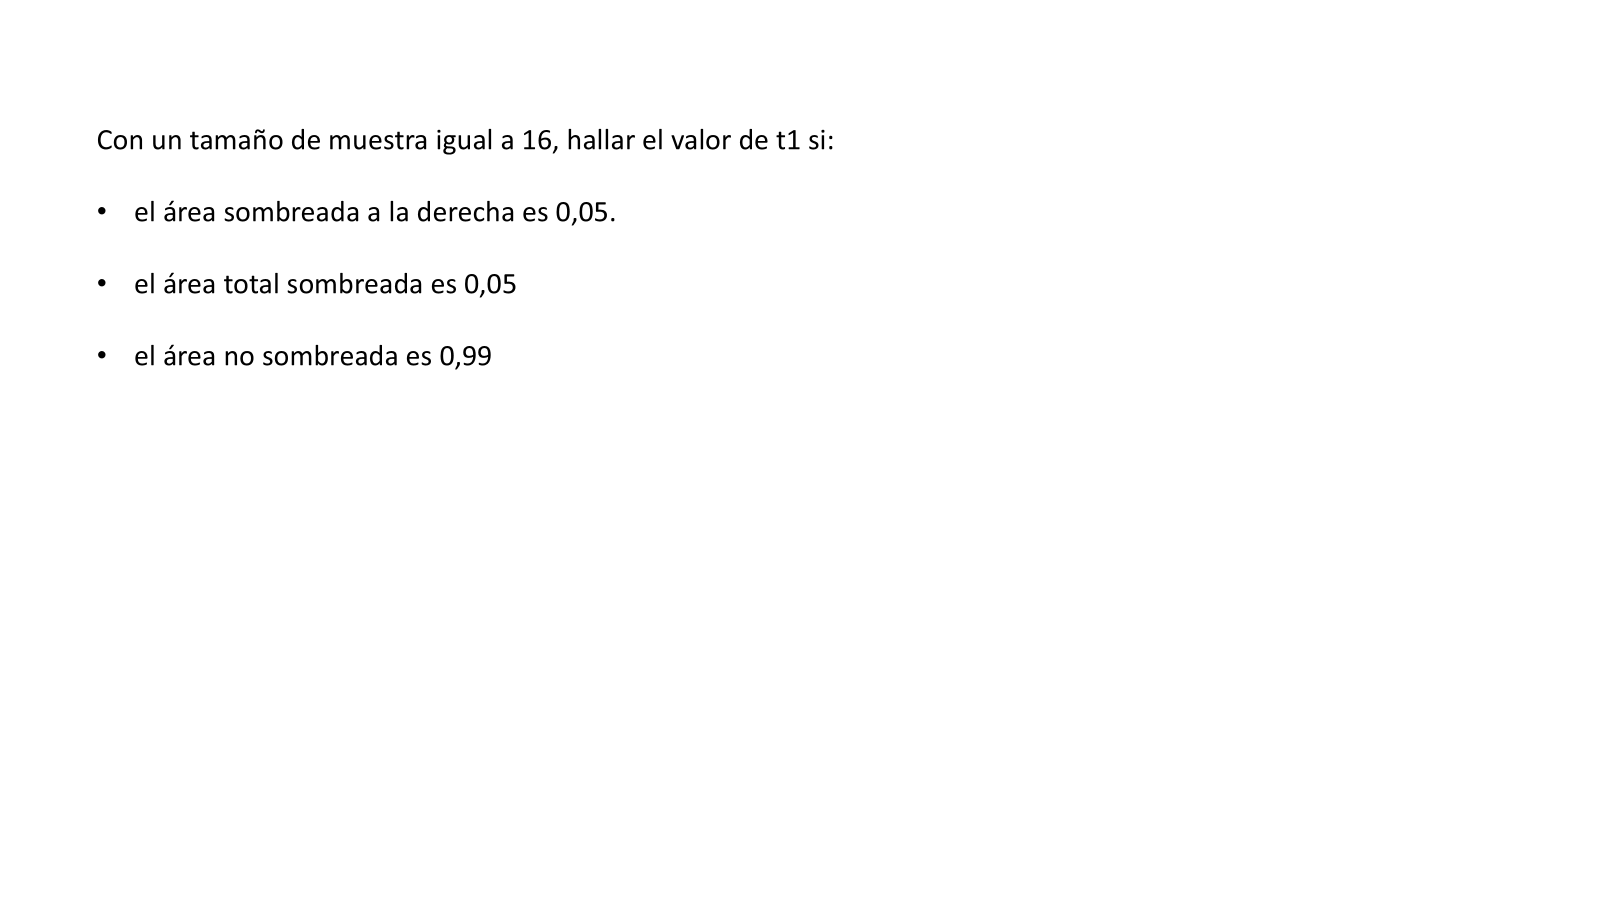 Con un tamaño de muestra igual a 16, hallar el valor de t1 si:
• el área sombreada a la derecha es 0,05.
• el área total sombreada es 0,05
• el área no sombreada es 0,99